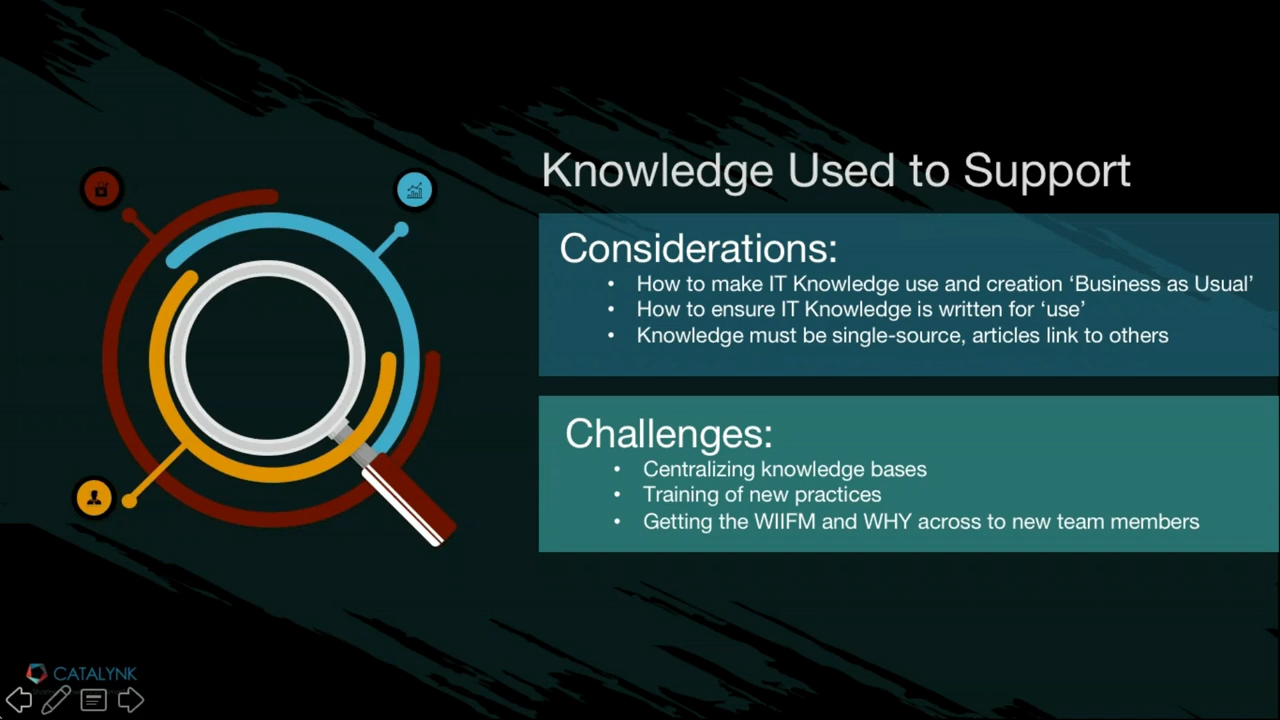 Knowledge Used to Support
Considerations:
• How to make IT Knowledge use and creation ‘Business as Usual’
• How to ensure IT Knowledge is written for ‘use’
• Knowledge must be single-source, articles link to others
Challenges:
• Centralizing knowledge bases
• Training of new practices
• Getting the WIIFM and WHY across to new team members
CATALYNK